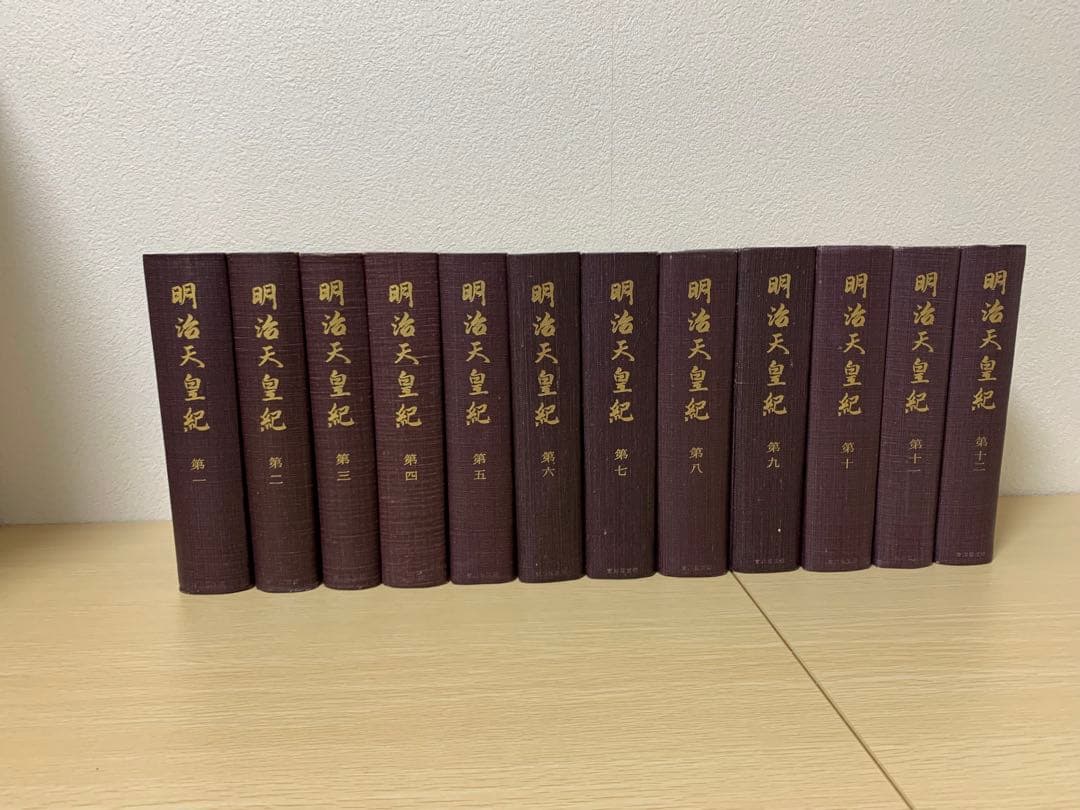 明治天皇紀 第一
明治天皇紀 第二
明治天皇紀 第三
明治天皇紀 第四
明治天皇紀 第五
明治天皇紀 第六
明治天皇紀 第七
明治天皇紀 第八
明治天皇紀 第九
明治天皇紀 第十
明治天皇紀 第十一
明治天皇紀 第十二